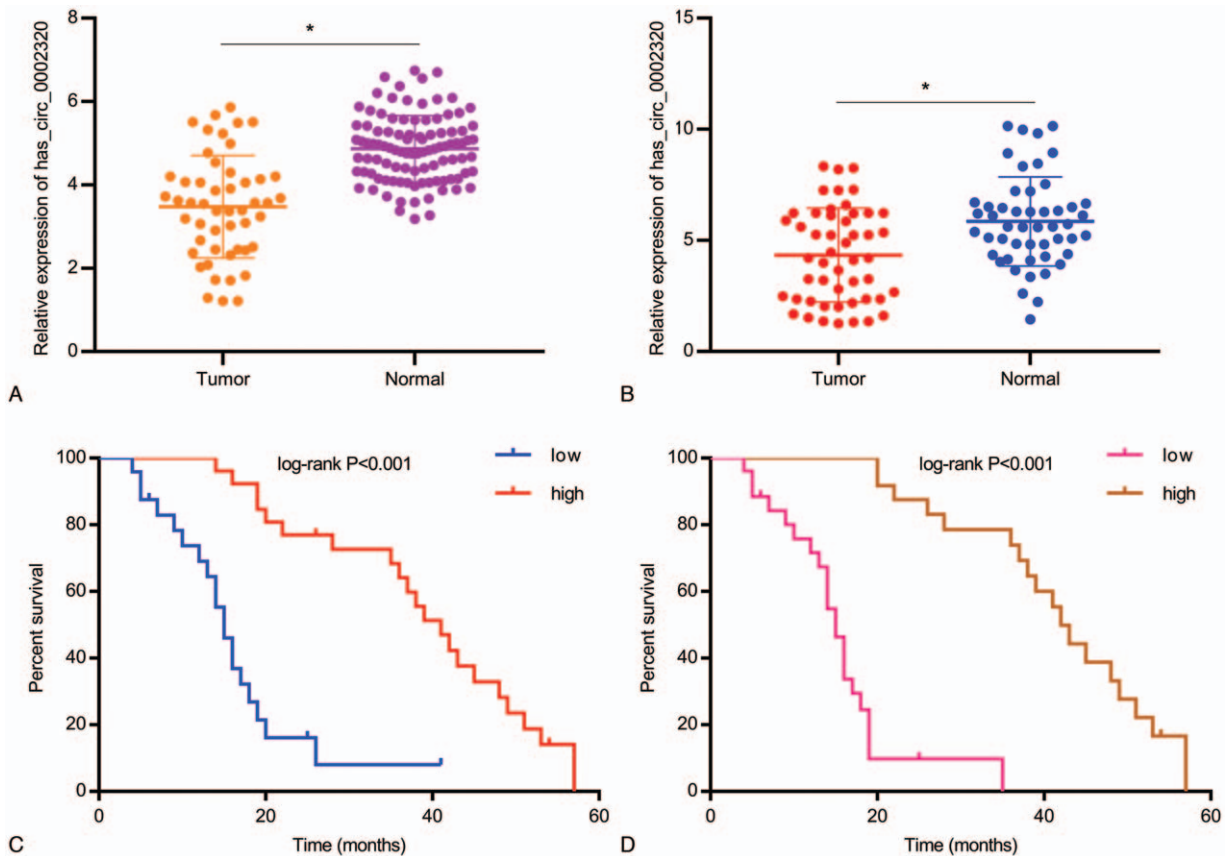 Relative expression of has_circ_0002320
8
6
4
2
0
*
Tumor
Normal
A
Relative expression of has_circ_0002320
15
10
5
0
*
Tumor
Normal
B
Percent survival
100
80
60
40
20
0
log-rank P<0.001
low
high
0
20
40
60
Time (months)
C
Percent survival
100
80
60
40
20
0
log-rank P<0.001
low
high
0
20
40
60
Time (months)
D